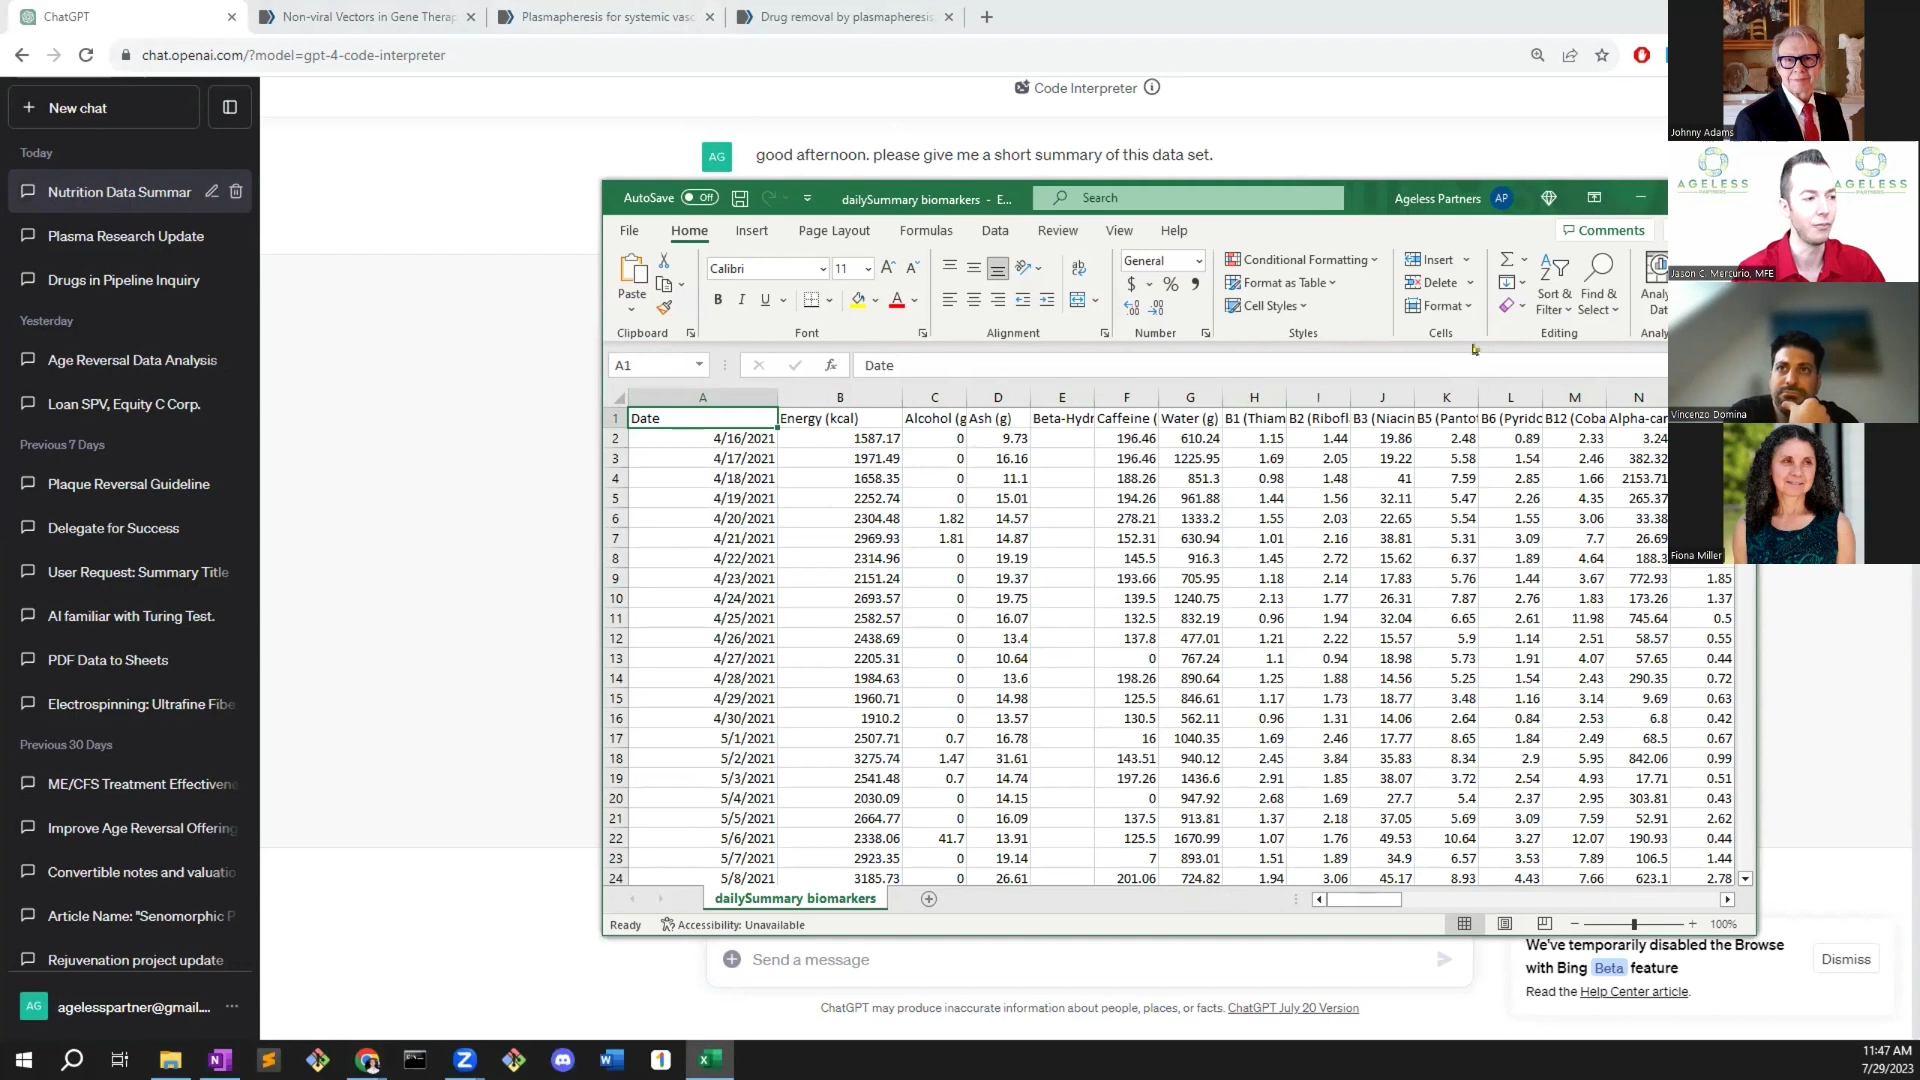 ChatGPT
Non-viral Vectors in Gene Therap
Plasmapheresis for systemic vasc
Drug removal by plasmapheresis.
chat.openai.com/?model=gpt-4-code-interpreter
New chat
Today
Nutrition Data Summar
Plasma Research Update
Drugs in Pipeline Inquiry
Yesterday
Age Reversal Data Analysis
Loan SPV, Equity C Corp.
Previous 7 Days
Plaque Reversal Guideline
Delegate for Success
User Request: Summary Title
AI familiar with Turing Test.
PDF Data to Sheets
Electrospinning: Ultrafine Fibe
Previous 30 Days
ME/CFS Treatment Effectivene
Improve Age Reversal Offering
Convertible notes and valuatio
Article Name: "Senomorphic P
Rejuvenation project update
AG agelesspartner@gmail....
Code Interpreter
AG good afternoon. please give me a short summary of this data set.
AutoSave Off dailySummary biomarkers - E... Search Ageless Partners AP
File Home Insert Page Layout Formulas Data Review View Help Comments
Paste Calibri 11 General
Conditional Formatting
Format as Table
Cell Styles
Insert
Delete
Format
Sort & Filter
Find & Select
Analy Dat
Clipboard Font Alignment Number Styles Cells Editing Analy
A1 fx Date
A B C D E F G H I J K L M N
1 Date Energy (kcal) Alcohol (g Ash (g) Beta-Hydr Caffeine ( Water (g) B1 (Thiam B2 (Ribofl B3 (Niacin B5 (Pantot B6 (Pyrido B12 (Coba Alpha-car
2 4/16/2021 1587.17 0 9.73 196.46 610.24 1.15 1.44 19.86 2.48 0.89 2.33 3.24
3 4/17/2021 1971.49 0 16.16 196.46 1225.95 1.69 2.05 19.22 5.58 1.54 2.46 382.32
4 4/18/2021 1658.35 0 11.1 188.26 851.3 0.98 1.48 41 7.59 2.85 1.66 2153.71
5 4/19/2021 2252.74 0 15.01 194.26 961.88 1.44 1.56 32.11 5.47 2.26 4.35 265.37
6 4/20/2021 2304.48 1.82 14.57 278.21 1333.2 1.55 2.03 22.65 5.54 1.55 3.06 33.38
7 4/21/2021 2969.93 1.81 14.87 152.31 630.94 1.01 2.16 38.81 5.31 3.09 7.7 26.69
8 4/22/2021 2314.96 0 19.19 145.5 916.3 1.45 2.72 15.62 6.37 1.89 4.64 188.3
9 4/23/2021 2151.24 0 19.37 193.66 705.95 1.18 2.14 17.83 5.76 1.44 3.67 772.93 1.85
10 4/24/2021 2693.57 0 19.75 139.5 1240.75 2.13 1.77 26.31 7.87 2.76 1.83 173.26 1.37
11 4/25/2021 2582.57 0 16.07 132.5 832.19 0.96 1.94 32.04 6.65 2.61 11.98 745.64 0.5
12 4/26/2021 2438.69 0 13.4 137.8 477.01 1.21 2.22 15.57 5.9 1.14 2.51 58.57 0.55
13 4/27/2021 2205.31 0 10.64 0 767.24 1.1 0.94 18.98 5.73 1.91 4.07 57.65 0.44
14 4/28/2021 1984.63 0 13.6 198.26 890.64 1.25 1.88 14.56 5.25 1.54 2.43 290.35 0.72
15 4/29/2021 1960.71 0 14.98 125.5 846.61 1.17 1.73 18.77 3.48 1.16 3.14 9.69 0.63
16 4/30/2021 1910.2 0 13.57 130.5 562.11 0.96 1.31 14.06 2.64 0.84 2.53 6.8 0.42
17 5/1/2021 2507.71 0.7 16.78 16 1040.35 1.69 2.46 17.77 8.65 1.84 2.49 68.5 0.67
18 5/2/2021 3275.74 1.47 31.61 143.51 940.12 2.45 3.84 35.83 8.34 2.9 5.95 842.06 0.99
19 5/3/2021 2541.48 0.7 14.74 197.26 1436.6 2.91 1.85 38.07 3.72 2.54 4.93 17.71 0.51
20 5/4/2021 2030.09 0 14.15 0 947.92 2.68 1.69 27.7 5.4 2.37 2.95 303.81 0.43
21 5/5/2021 2664.77 0 16.09 137.5 913.81 1.37 2.18 37.05 5.69 3.09 7.59 52.91 2.62
22 5/6/2021 2338.06 41.7 13.91 125.5 1670.99 1.07 1.76 49.53 10.64 3.27 12.07 190.93 0.44
23 5/7/2021 2923.35 0 19.14 7 893.01 1.51 1.89 34.9 6.57 3.53 7.89 106.5 1.44
24 5/8/2021 3185.73 0 26.61 201.06 724.82 1.94 3.06 45.17 8.93 4.43 7.66 623.1 2.78
dailySummary biomarkers
Ready Accessibility: Unavailable 100%
Send a message
ChatGPT may produce inaccurate information about people, places, or facts. ChatGPT July 20 Version
We've temporarily disabled the Browse
with Bing Beta feature
Read the Help Center article.
Dismiss
Johnny Adams
AGELESS
PARTNERS
AGELESS
PARTNERS
Jason C. Mercurio, MFE
Vincenzo Domina
Fiona Miller
11:47 AM
7/29/2023